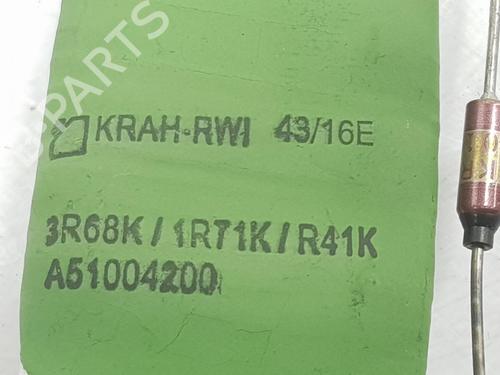 KRAH-RWI 43/16E
3R68K / 1R71K / R41K
A51004200